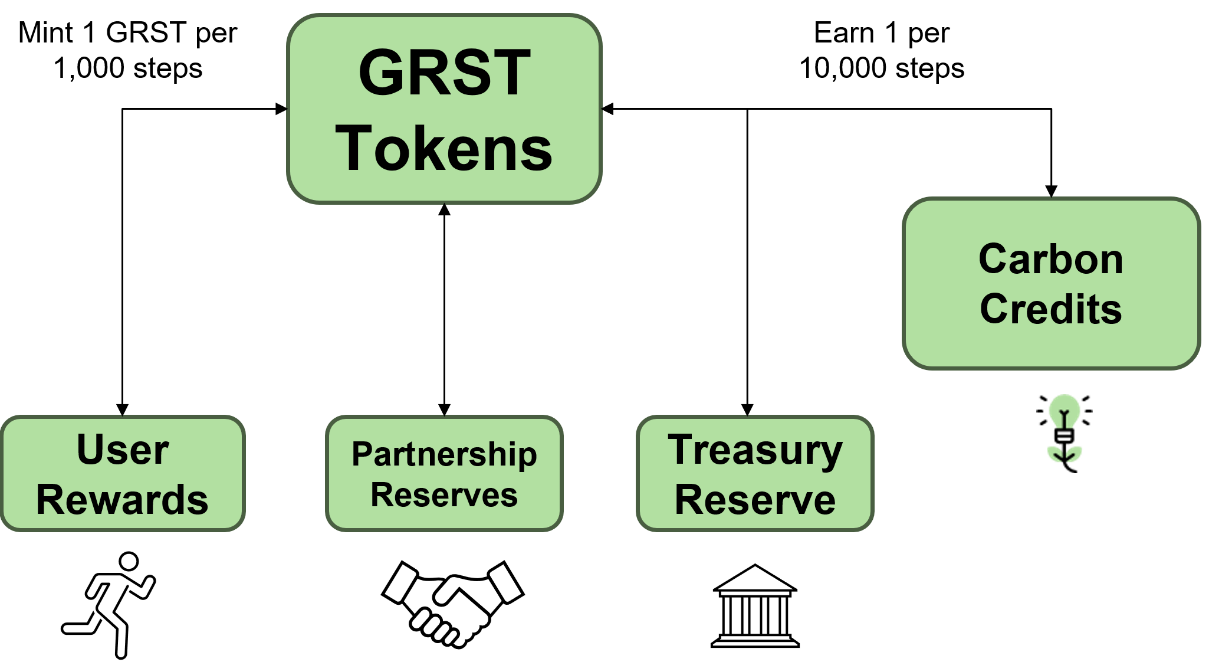 Mint 1 GRST per
1,000 steps
GRST
Tokens
Earn 1 per
10,000 steps
Carbon
Credits
User
Rewards
Partnership
Reserves
Treasury
Reserve